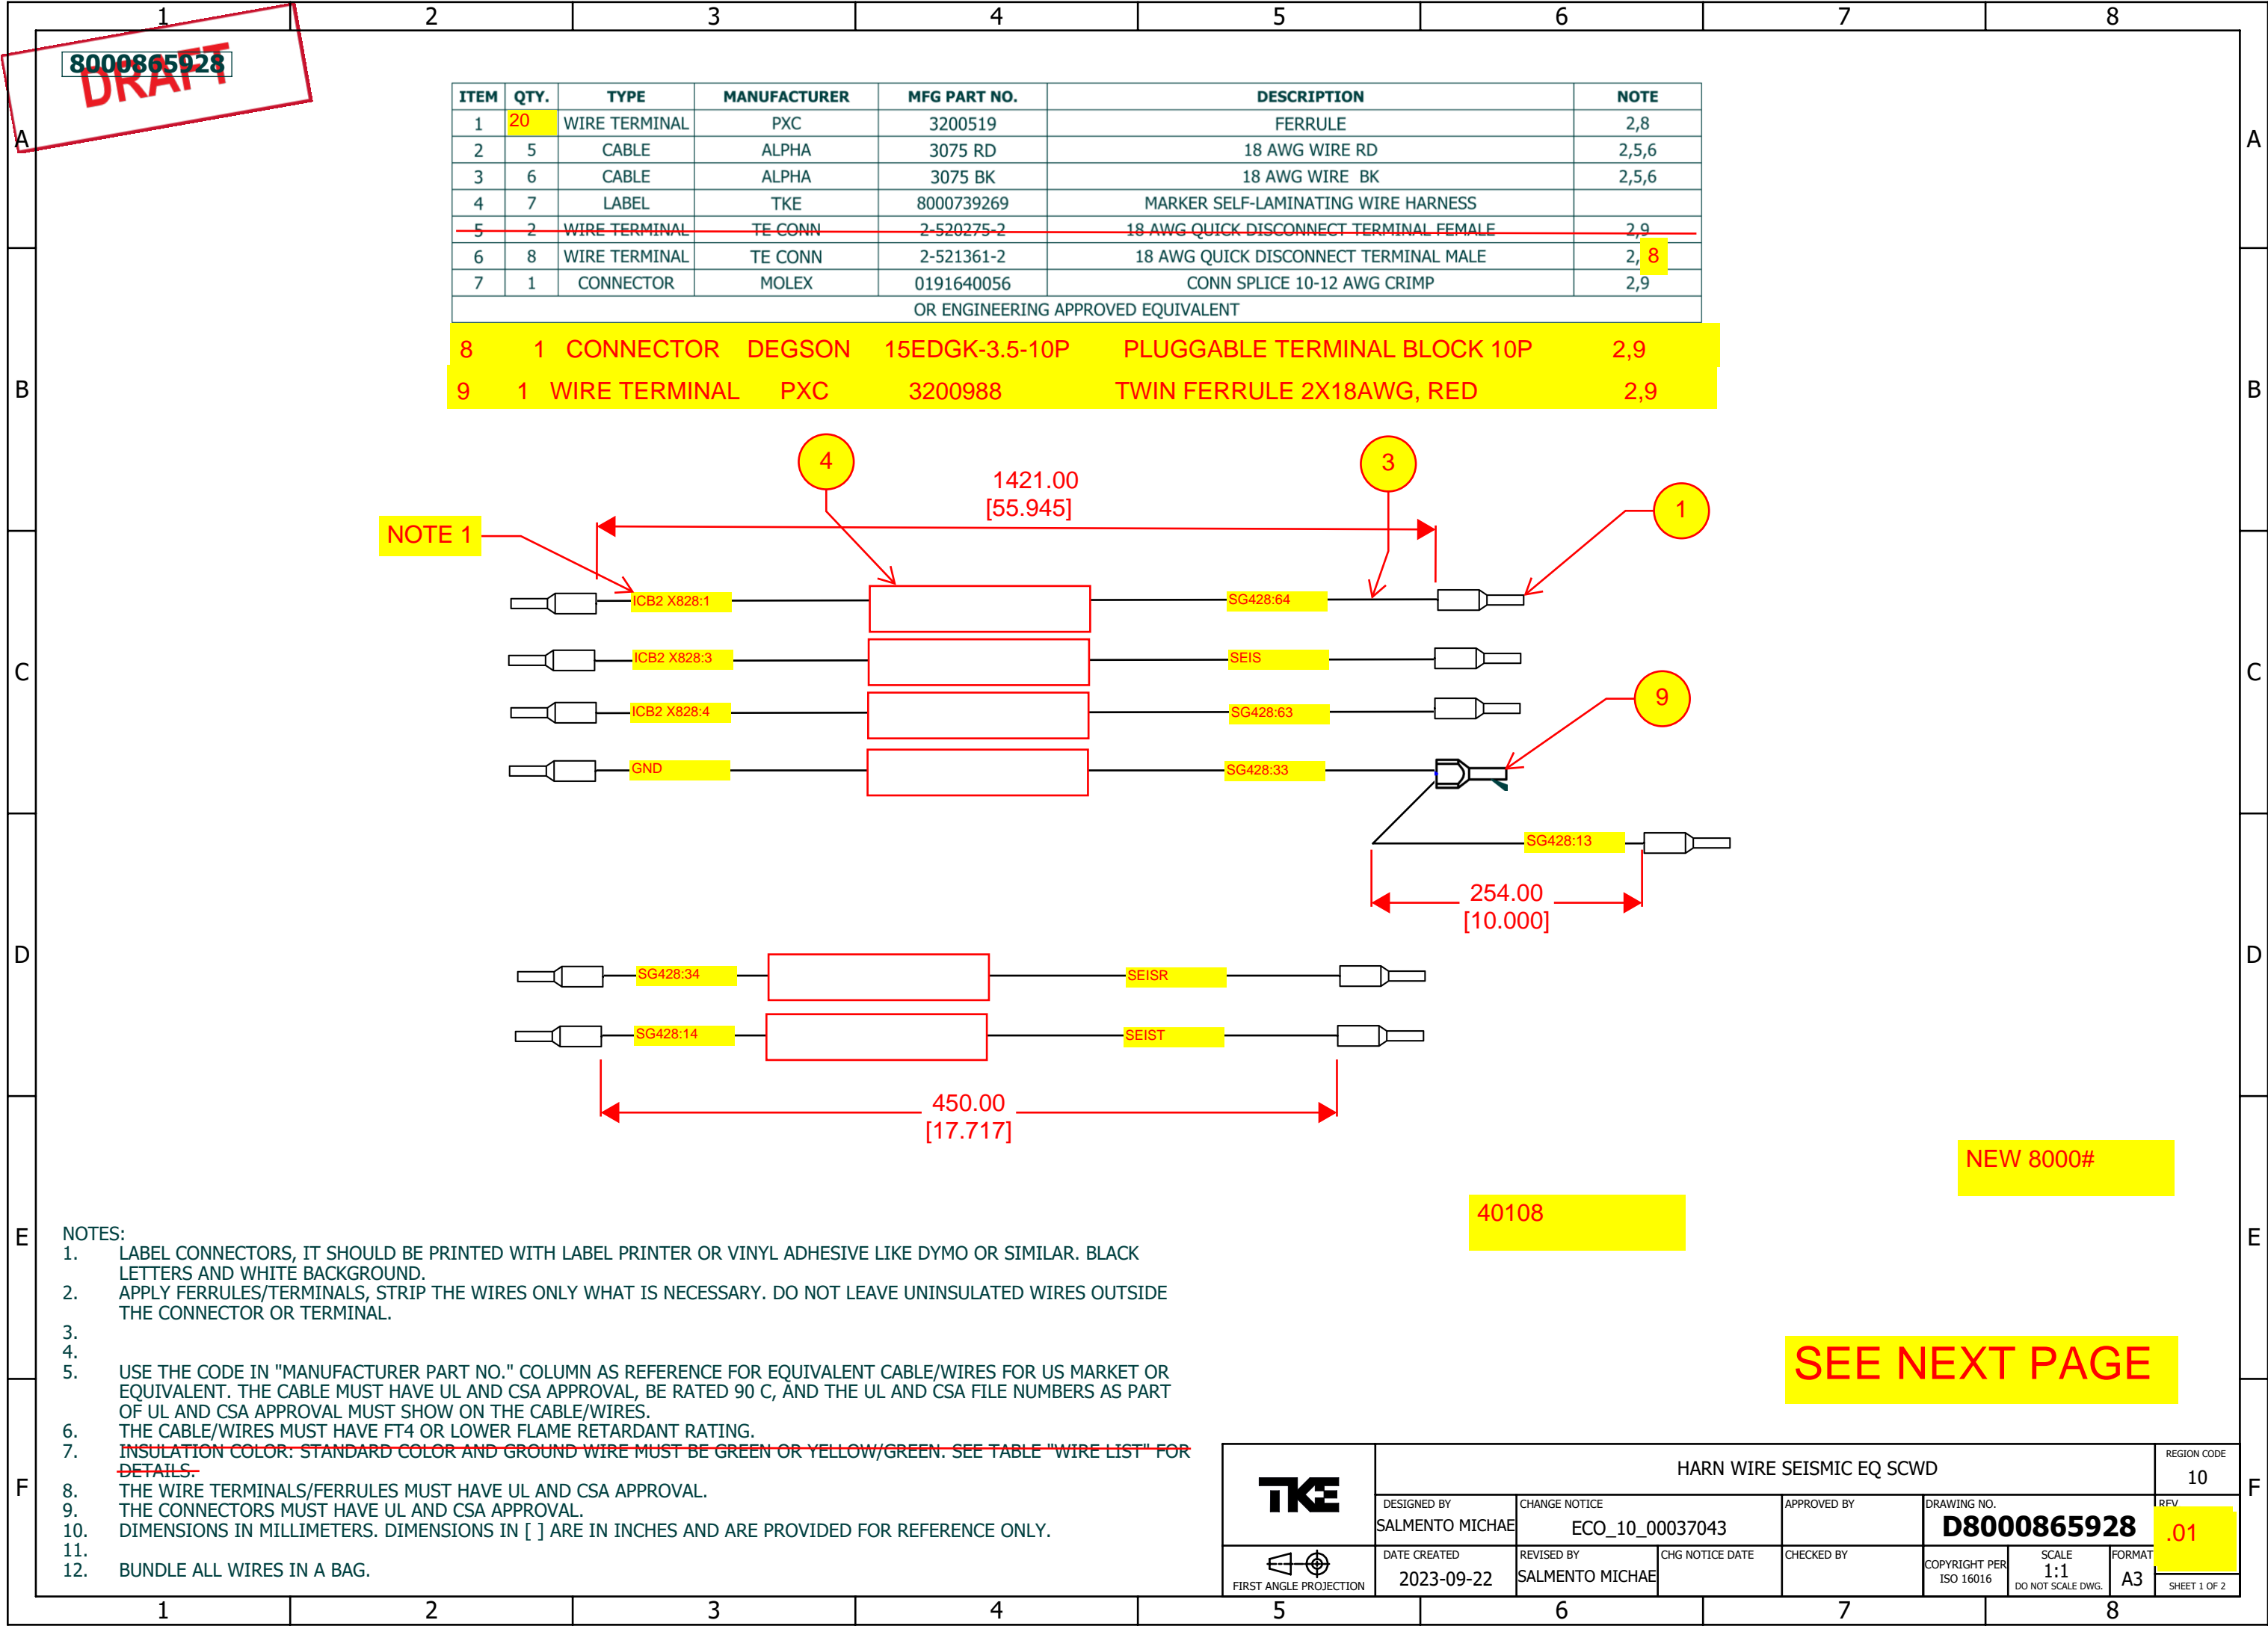 1 2 3 4 5 6 7 8
8000865928
DRAFT
A A
B B
C C
D D
E E
F F
ITEM QTY. TYPE MANUFACTURER MFG PART NO. DESCRIPTION NOTE
1 20 WIRE TERMINAL PXC 3200519 FERRULE 2,8
2 5 CABLE ALPHA 3075 RD 18 AWG WIRE RD 2,5,6
3 6 CABLE ALPHA 3075 BK 18 AWG WIRE BK 2,5,6
4 7 LABEL TKE 8000739269 MARKER SELF-LAMINATING WIRE HARNESS
5 2 WIRE TERMINAL TE CONN 2-520275-2 18 AWG QUICK DISCONNECT TERMINAL FEMALE 2,9
6 8 WIRE TERMINAL TE CONN 2-521361-2 18 AWG QUICK DISCONNECT TERMINAL MALE 2, 8
7 1 CONNECTOR MOLEX 0191640056 CONN SPLICE 10-12 AWG CRIMP 2,9
OR ENGINEERING APPROVED EQUIVALENT
8 1 CONNECTOR DEGSON 15EDGK-3.5-10P PLUGGABLE TERMINAL BLOCK 10P 2,9
9 1 WIRE TERMINAL PXC 3200988 TWIN FERRULE 2X18AWG, RED 2,9
4 3
1421.00
[55.945]
1
NOTE 1
ICB2 X828:1 SG428:64
ICB2 X828:3 SEIS
9
ICB2 X828:4 SG428:63
GND SG428:33
SG428:13
254.00
[10.000]
SG428:34 SEISR
SG428:14 SEIST
450.00
[17.717]
NEW 8000#
40108
SEE NEXT PAGE
NOTES:
1. LABEL CONNECTORS, IT SHOULD BE PRINTED WITH LABEL PRINTER OR VINYL ADHESIVE LIKE DYMO OR SIMILAR. BLACK
LETTERS AND WHITE BACKGROUND.
2. APPLY FERRULES/TERMINALS, STRIP THE WIRES ONLY WHAT IS NECESSARY. DO NOT LEAVE UNINSULATED WIRES OUTSIDE
THE CONNECTOR OR TERMINAL.
3.
4.
5. USE THE CODE IN "MANUFACTURER PART NO." COLUMN AS REFERENCE FOR EQUIVALENT CABLE/WIRES FOR US MARKET OR
EQUIVALENT. THE CABLE MUST HAVE UL AND CSA APPROVAL, BE RATED 90 C, AND THE UL AND CSA FILE NUMBERS AS PART
OF UL AND CSA APPROVAL MUST SHOW ON THE CABLE/WIRES.
6. THE CABLE/WIRES MUST HAVE FT4 OR LOWER FLAME RETARDANT RATING.
7. INSULATION COLOR: STANDARD COLOR AND GROUND WIRE MUST BE GREEN OR YELLOW/GREEN. SEE TABLE "WIRE LIST" FOR
DETAILS.
8. THE WIRE TERMINALS/FERRULES MUST HAVE UL AND CSA APPROVAL.
9. THE CONNECTORS MUST HAVE UL AND CSA APPROVAL.
10. DIMENSIONS IN MILLIMETERS. DIMENSIONS IN [ ] ARE IN INCHES AND ARE PROVIDED FOR REFERENCE ONLY.
11.
12. BUNDLE ALL WIRES IN A BAG.
TKE
HARN WIRE SEISMIC EQ SCWD
REGION CODE
10
DESIGNED BY
SALMENTO MICHAE
CHANGE NOTICE
ECO_10_00037043
APPROVED BY
DRAWING NO.
D8000865928
REV
.01
FIRST ANGLE PROJECTION
DATE CREATED
2023-09-22
REVISED BY
SALMENTO MICHAE
CHG NOTICE DATE
CHECKED BY
COPYRIGHT PER
ISO 16016
SCALE
1:1
DO NOT SCALE DWG.
FORMAT
A3
SHEET 1 OF 2
1 2 3 4 5 6 7 8